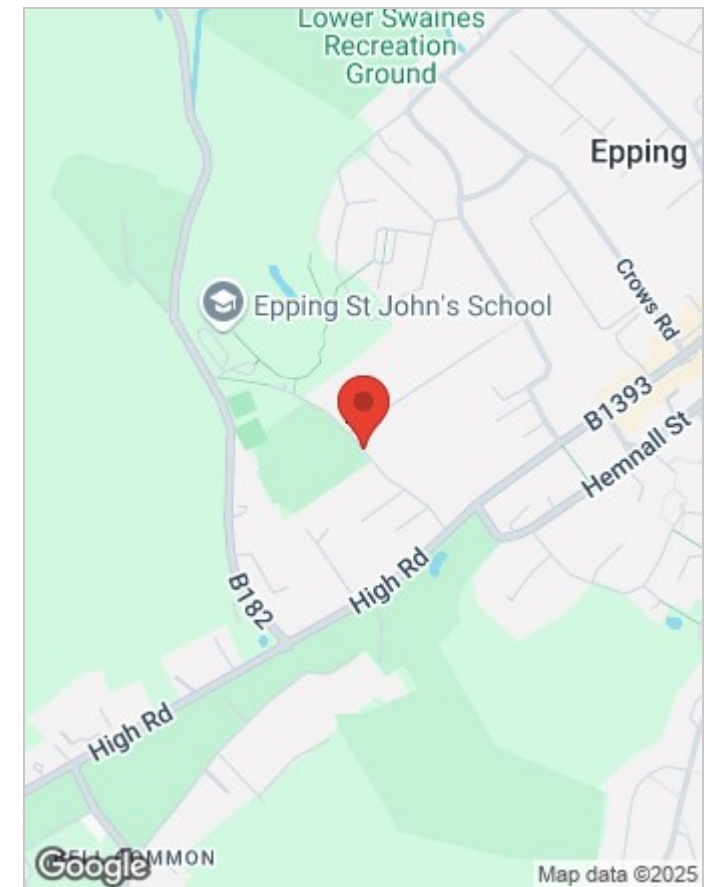 Lower Swaines
Recreation
Ground
Epping
Crows Rd
Epping St John's School
B1393
Hemnall St
High Rd
B182
High Rd
COMMON
Google
Map data ©2025